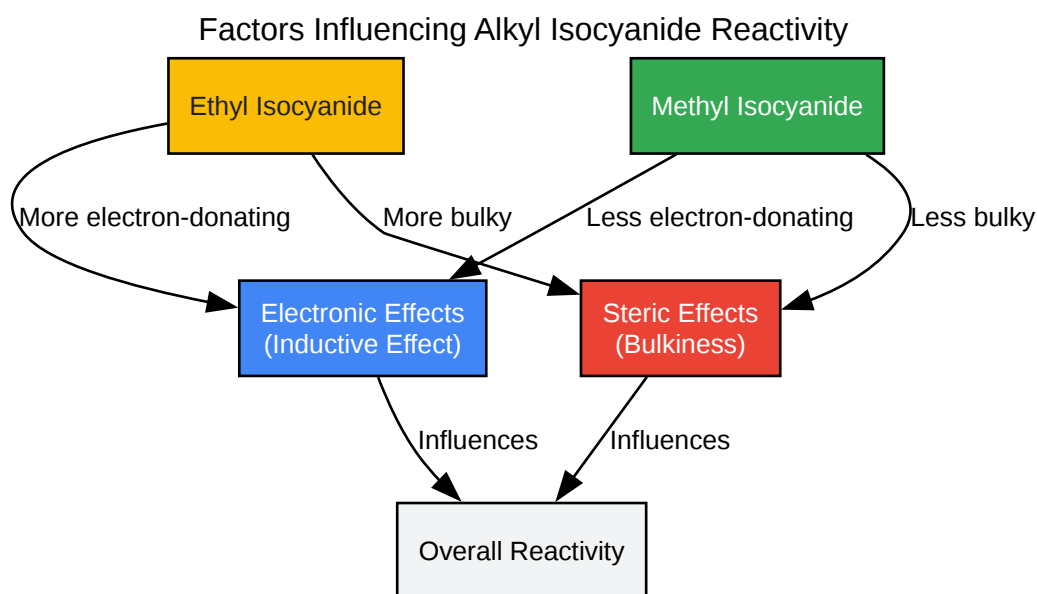 Factors Influencing Alkyl Isocyanide Reactivity
Ethyl Isocyanide
Methyl Isocyanide
More electron-donating
More bulky
Less electron-donating
Less bulky
Electronic Effects
(Inductive Effect)
Steric Effects
(Bulkiness)
Influences
Influences
Overall Reactivity